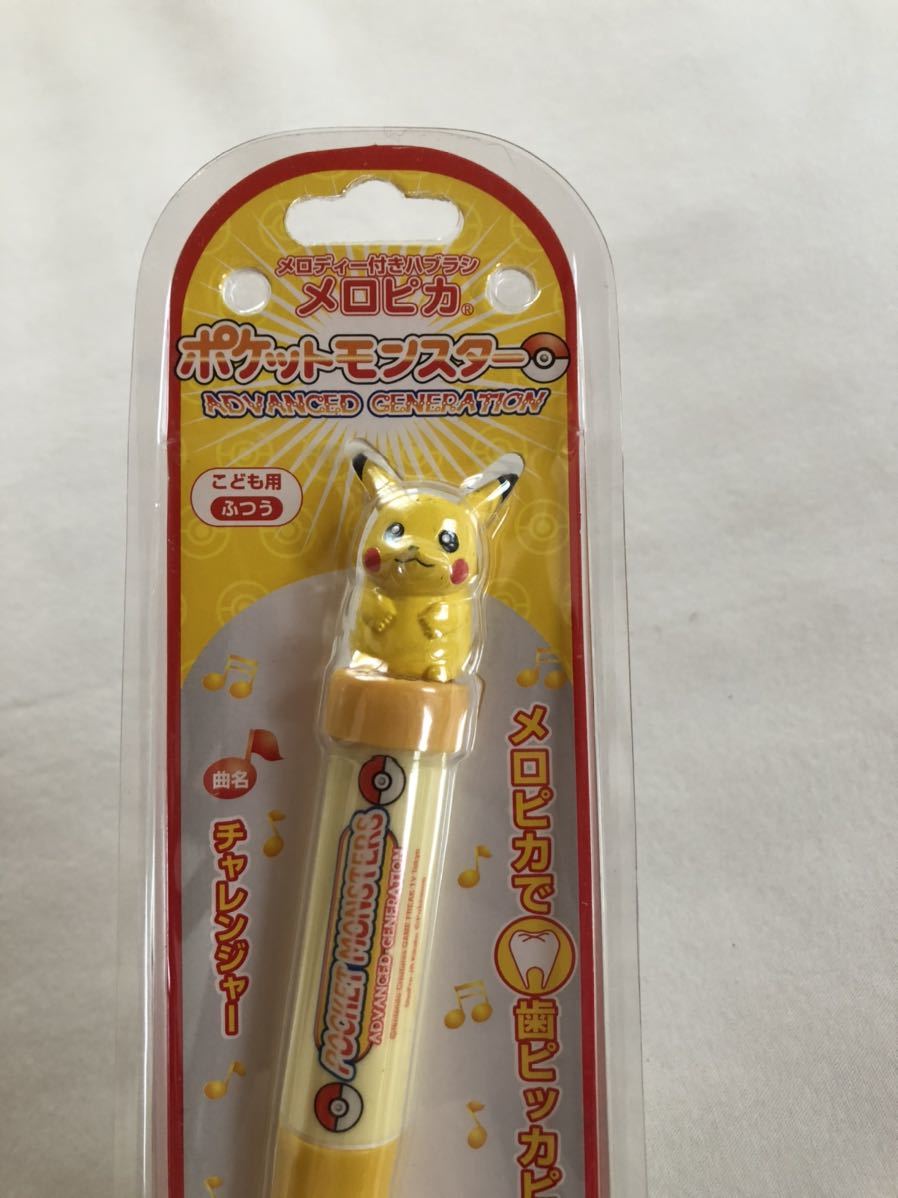 メロディー付きハブラシ
メロピカ®
ポケットモンスター
ADVANCED GENERATION
こども用
ふつう
曲名
チャレンジャー
メロピカで
歯ピッカピ
POCKET MONSTERS
ADVANCED GENERATION